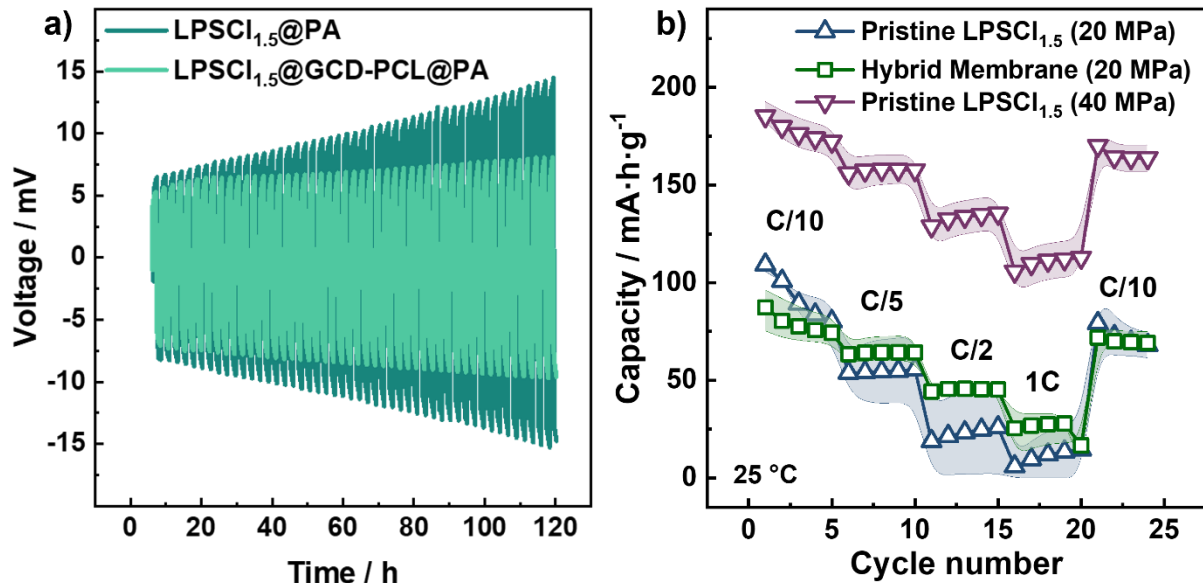 a)
LPSCl₁.₅@PA
LPSCl₁.₅@GCD-PCL@PA
15
10
5
0
-5
-10
-15
0 20 40 60 80 100 120
Voltage / mV
Time / h
b)
Pristine LPSCl₁.₅ (20 MPa)
Hybrid Membrane (20 MPa)
Pristine LPSCl₁.₅ (40 MPa)
200
150
100
50
0
C/10
C/5
C/2
1C
C/10
25 °C
0 5 10 15 20 25
Capacity / mA·h·g⁻¹
Cycle number